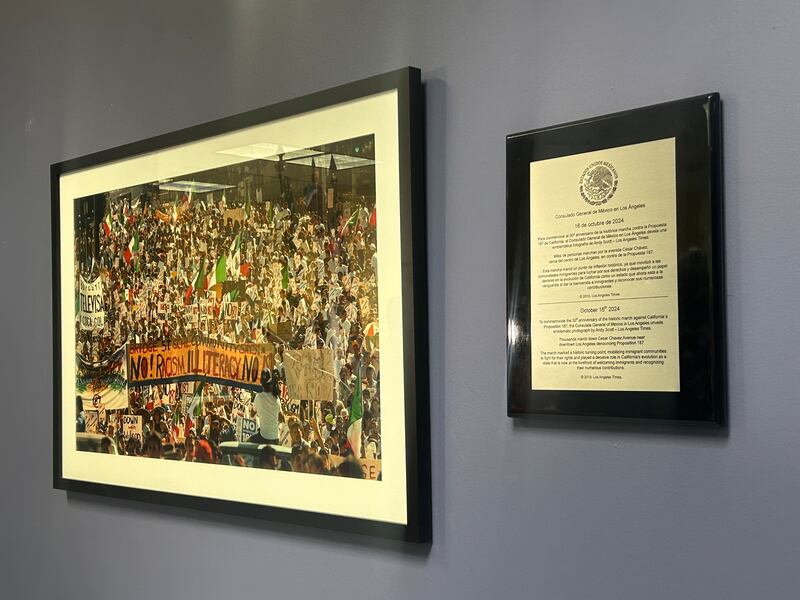 TELEVISA
NO! RACISM ILLITERACY NO
DOWN
NO
ESTADOS UNIDOS MEXICANOS
Consulado General de México en Los Ángeles
16 de octubre de 2024
Para conmemorar el 30° aniversario de la histórica marcha contra la Propuesta
187 de California, el Consulado General de México en Los Ángeles devela una
emblemática fotografía de Andy Scott – Los Angeles Times.
Miles de personas marchan por la avenida César Chávez,
cerca del centro de Los Ángeles, en contra de la Propuesta 187.
Esta marcha marcó un punto de inflexión histórico, ya que movilizó a las
comunidades inmigrantes para luchar por sus derechos y desempeñó un papel
decisivo en la evolución de California como un estado que ahora está a la
vanguardia al dar la bienvenida a inmigrantes y reconocer sus numerosas
contribuciones.
© 2019. Los Angeles Times.
October 16th 2024
To commemorate the 30th anniversary of the historic march against California's
Proposition 187, the Consulate General of Mexico in Los Angeles unveils
emblematic photograph by Andy Scott – Los Angeles Times.
Thousands march down Cesar Chavez Avenue near
downtown Los Angeles denouncing Proposition 187.
The march marked a historic turning point, mobilizing immigrant communities
to fight for their rights and played a decisive role in California's evolution as a
state that is now at the forefront of welcoming immigrants and recognizing
their numerous contributions.
© 2019. Los Angeles Times.